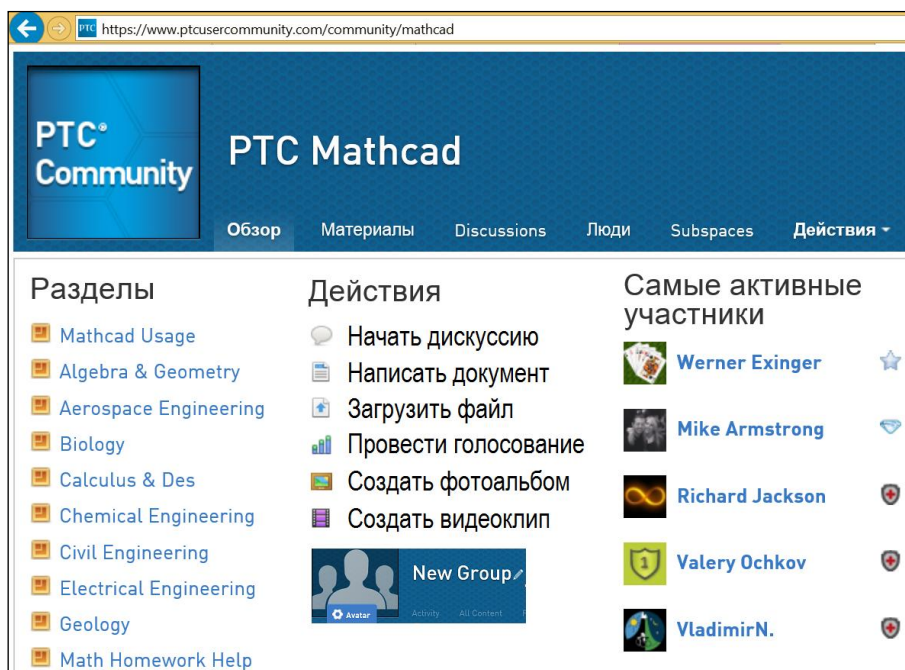 PTC https://www.ptcusercommunity.com/community/mathcad
PTC®
Community
PTC Mathcad
Обзор Материалы Discussions Люди Subspaces Действия
Разделы
Mathcad Usage
Algebra & Geometry
Aerospace Engineering
Biology
Calculus & Des
Chemical Engineering
Civil Engineering
Electrical Engineering
Geology
Math Homework Help
Действия
Начать дискуссию
Написать документ
Загрузить файл
Провести голосование
Создать фотоальбом
Создать видеоклип
New Group
Avatar Activity All Content
Самые активные
участники
Werner Exinger
Mike Armstrong
Richard Jackson
1 Valery Ochkov
VladimirN.